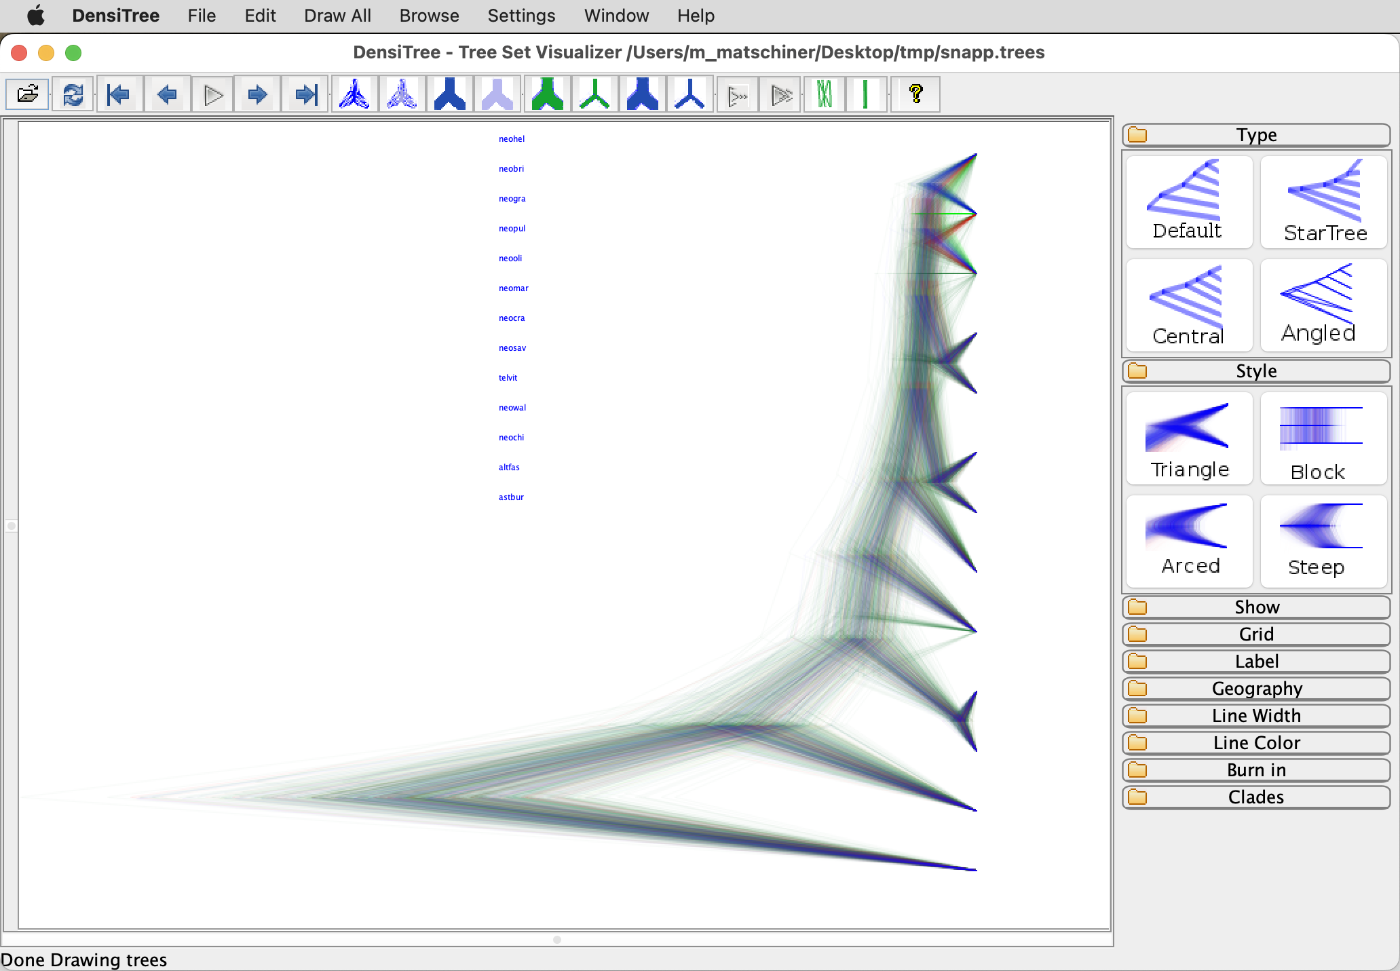 DensiTree File Edit Draw All Browse Settings Window Help
DensiTree - Tree Set Visualizer /Users/m_matschiner/Desktop/tmp/snapp.trees
?
neohel
neobri
neogra
neopul
neooli
neomar
neocra
neosav
telvit
neowal
neochi
altfas
astbur
Type
Default StarTree
Central Angled
Style
Triangle Block
Arced Steep
Show
Grid
Label
Geography
Line Width
Line Color
Burn in
Clades
Done Drawing trees